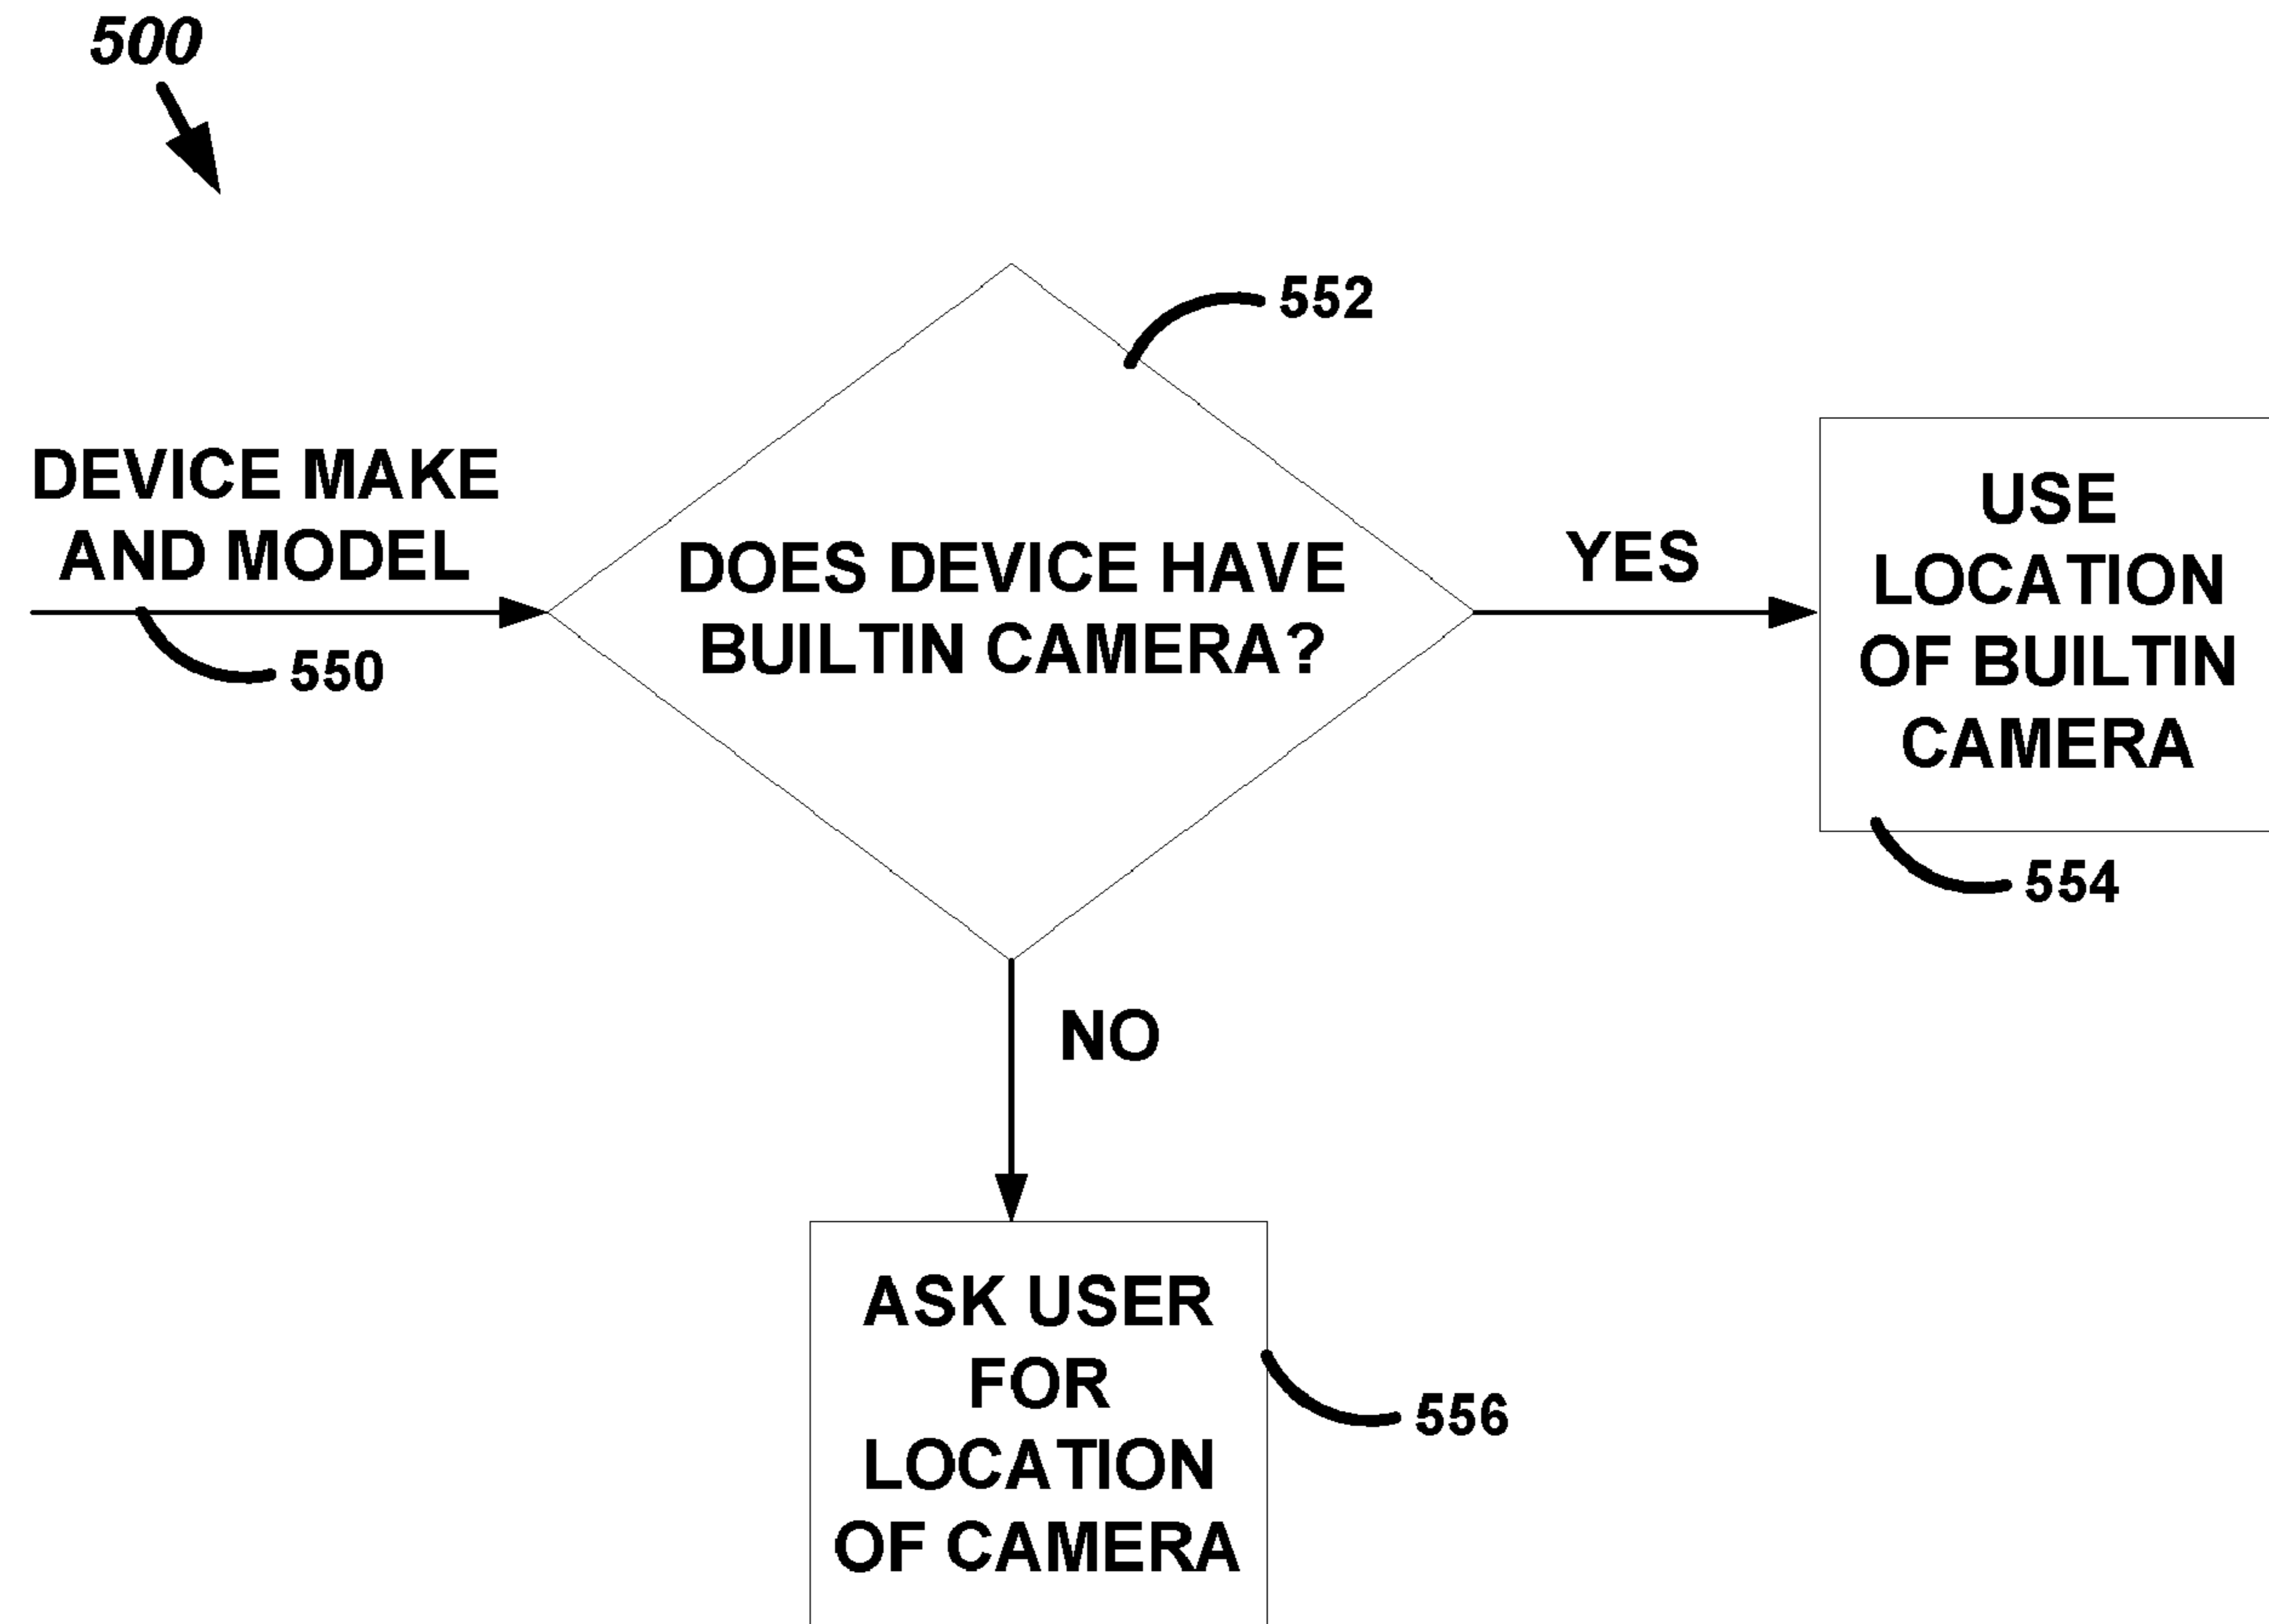 500
552
DEVICE MAKE
AND MODEL
550
DOES DEVICE HAVE
BUILTIN CAMERA?
YES
USE
LOCATION
OF BUILTIN
CAMERA
554
NO
ASK USER
FOR
LOCATION
OF CAMERA
556